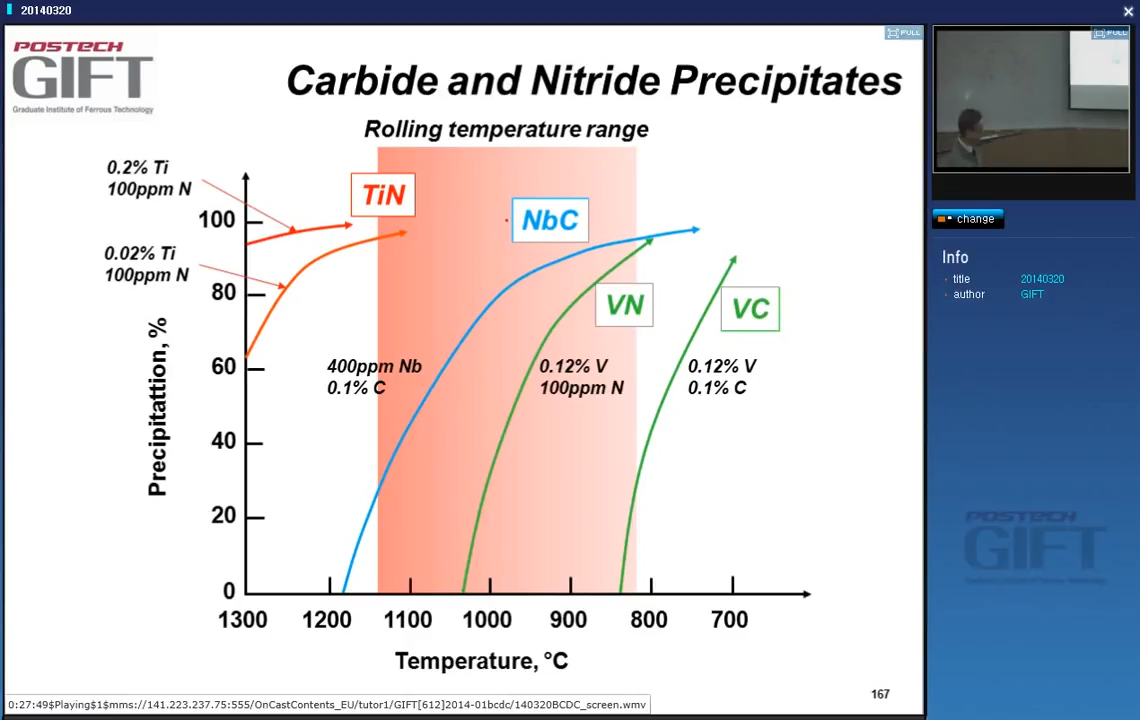 20140320
POSTECH
GIFT
Graduate Institute of Ferrous Technology
Carbide and Nitride Precipitates
Rolling temperature range
0.2% Ti
100ppm N
0.02% Ti
100ppm N
TiN
NbC
VN
VC
400ppm Nb
0.1% C
0.12% V
100ppm N
0.12% V
0.1% C
Precipitattion, %
100
80
60
40
20
0
1300 1200 1100 1000 900 800 700
Temperature, °C
167
0:27:49$Playing$1$mms://141.223.237.75:555/OnCastContents_EU/tutor1/GIFT[612]2014-01bcdc/140320BCDC_screen.wmv
FULL
FULL
change
Info
title 20140320
author GIFT
POSTECH
GIFT